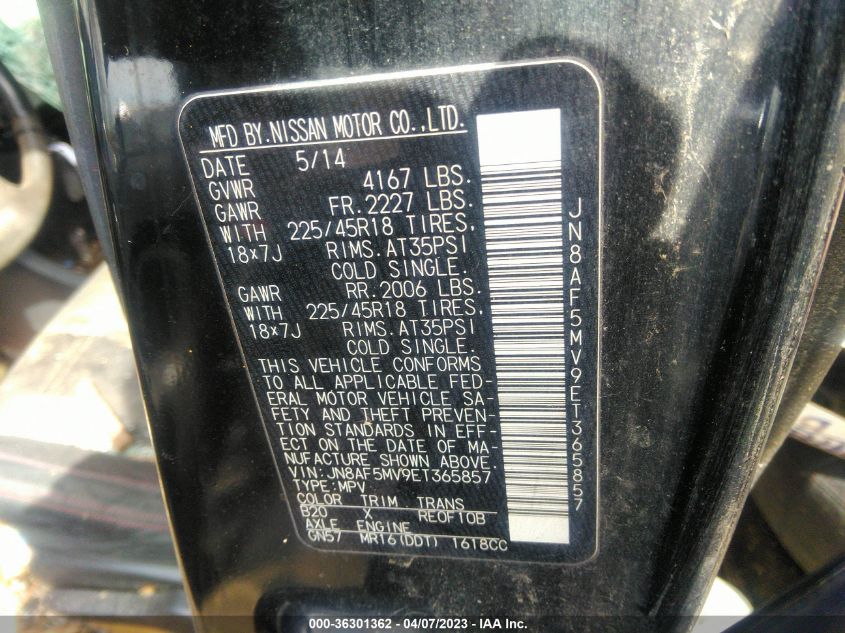 MFD BY.NISSAN MOTOR CO.,LTD.
DATE 5/14
GVWR 4167 LBS.
GAWR FR.2227 LBS.
WITH 225/45R18 TIRES,
18×7J RIMS.AT35PSI
COLD SINGLE.
GAWR RR.2006 LBS.
WITH 225/45R18 TIRES,
18×7J RIMS.AT35PSI
COLD SINGLE.
THIS VEHICLE CONFORMS
TO ALL APPLICABLE FED-
ERAL MOTOR VEHICLE SA-
FETY AND THEFT PREVEN-
TION STANDARDS IN EFF-
ECT ON THE DATE OF MA-
NUFACTURE SHOWN ABOVE.
VIN:JN8AF5MV9ET365857
TYPE:MPV
COLOR TRIM TRANS
B20 X RE0F10B
AXLE ENGINE
GN57 MR16(DDT) 1618CC
JN8AF5MV9ET365857
000-36301362 - 04/07/2023 - IAA Inc.